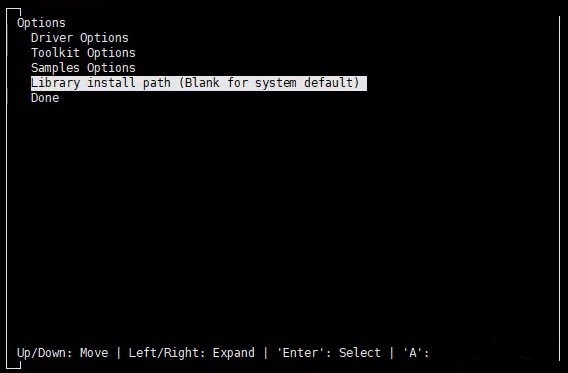 Options
Driver Options
Toolkit Options
Samples Options
Library install path (Blank for system default)
Done
Up/Down: Move | Left/Right: Expand | 'Enter': Select | 'A':